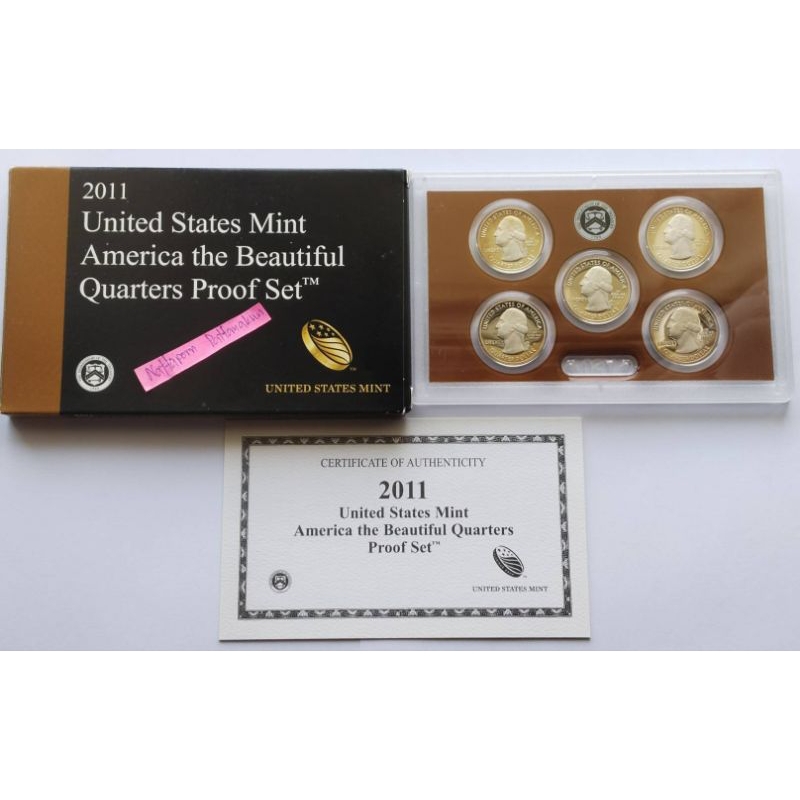 2011
United States Mint
America the Beautiful
Quarters Proof Set™
UNITED STATES MINT
CERTIFICATE OF AUTHENTICITY
2011
United States Mint
America the Beautiful Quarters
Proof Set™
UNITED STATES MINT